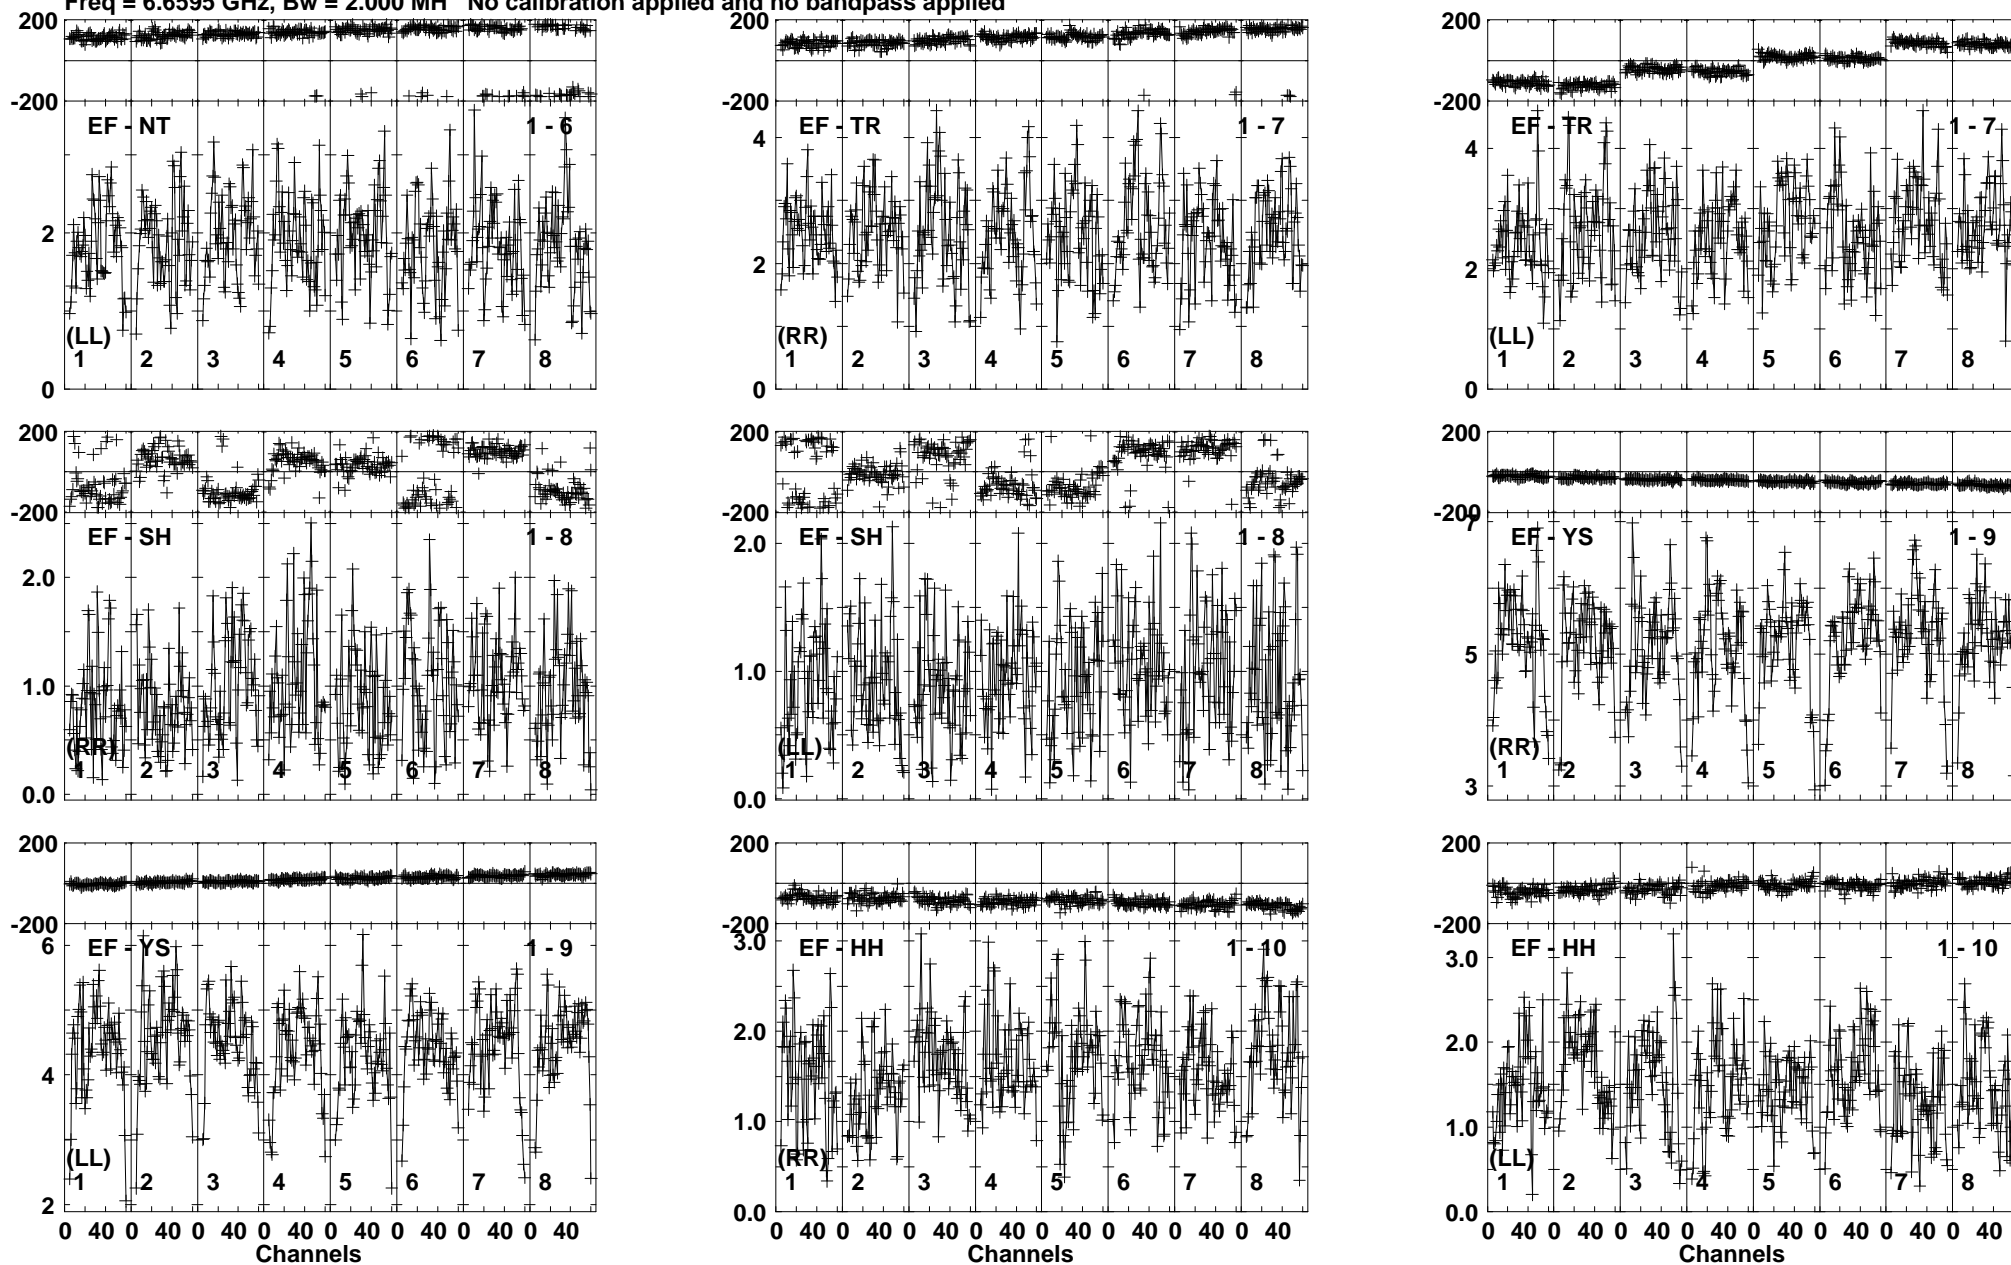 Freq = 6.6595 GHz, Bw = 2.000 MH No calibration applied and no bandpass applied
200 200 200
-200 -200 -200
EF - NT 1 - 6 EF - TR 1 - 7 EF - TR 1 - 7
4 4
2 2 2
(LL) (RR) (LL)
1 2 3 4 5 6 7 8 1 2 3 4 5 6 7 8 1 2 3 4 5 6 7 8
0 0 0
200 200 200
-200 -200 -200
7
EF - SH 1 - 8 EF - SH 1 - 8 EF - YS 1 - 9
2.0 2.0
5
1.0 1.0
(RR) (LL) (RR)
1 2 3 4 5 6 7 8 1 2 3 4 5 6 7 8 1 2 3 4 5 6 7 8
0.0 0.0 3
200 200 200
-200 -200 -200
EF - YS 1 - 9 EF - HH 1 - 10 EF - HH 1 - 10
6 3.0 3.0
4 2.0 2.0
1.0 1.0
(LL) (RR) (LL)
1 2 3 4 5 6 7 8 1 2 3 4 5 6 7 8 1 2 3 4 5 6 7 8
2 0.0 0.0
0 40 0 40 0 40 0 40 0 40 0 40 0 40 0 40 0 40 0 40 0 40 0 40 0 40 0 40 0 40 0 40 0 40 0 40 0 40 0 40 0 40 0 40 0 40 0 40
Channels Channels Channels